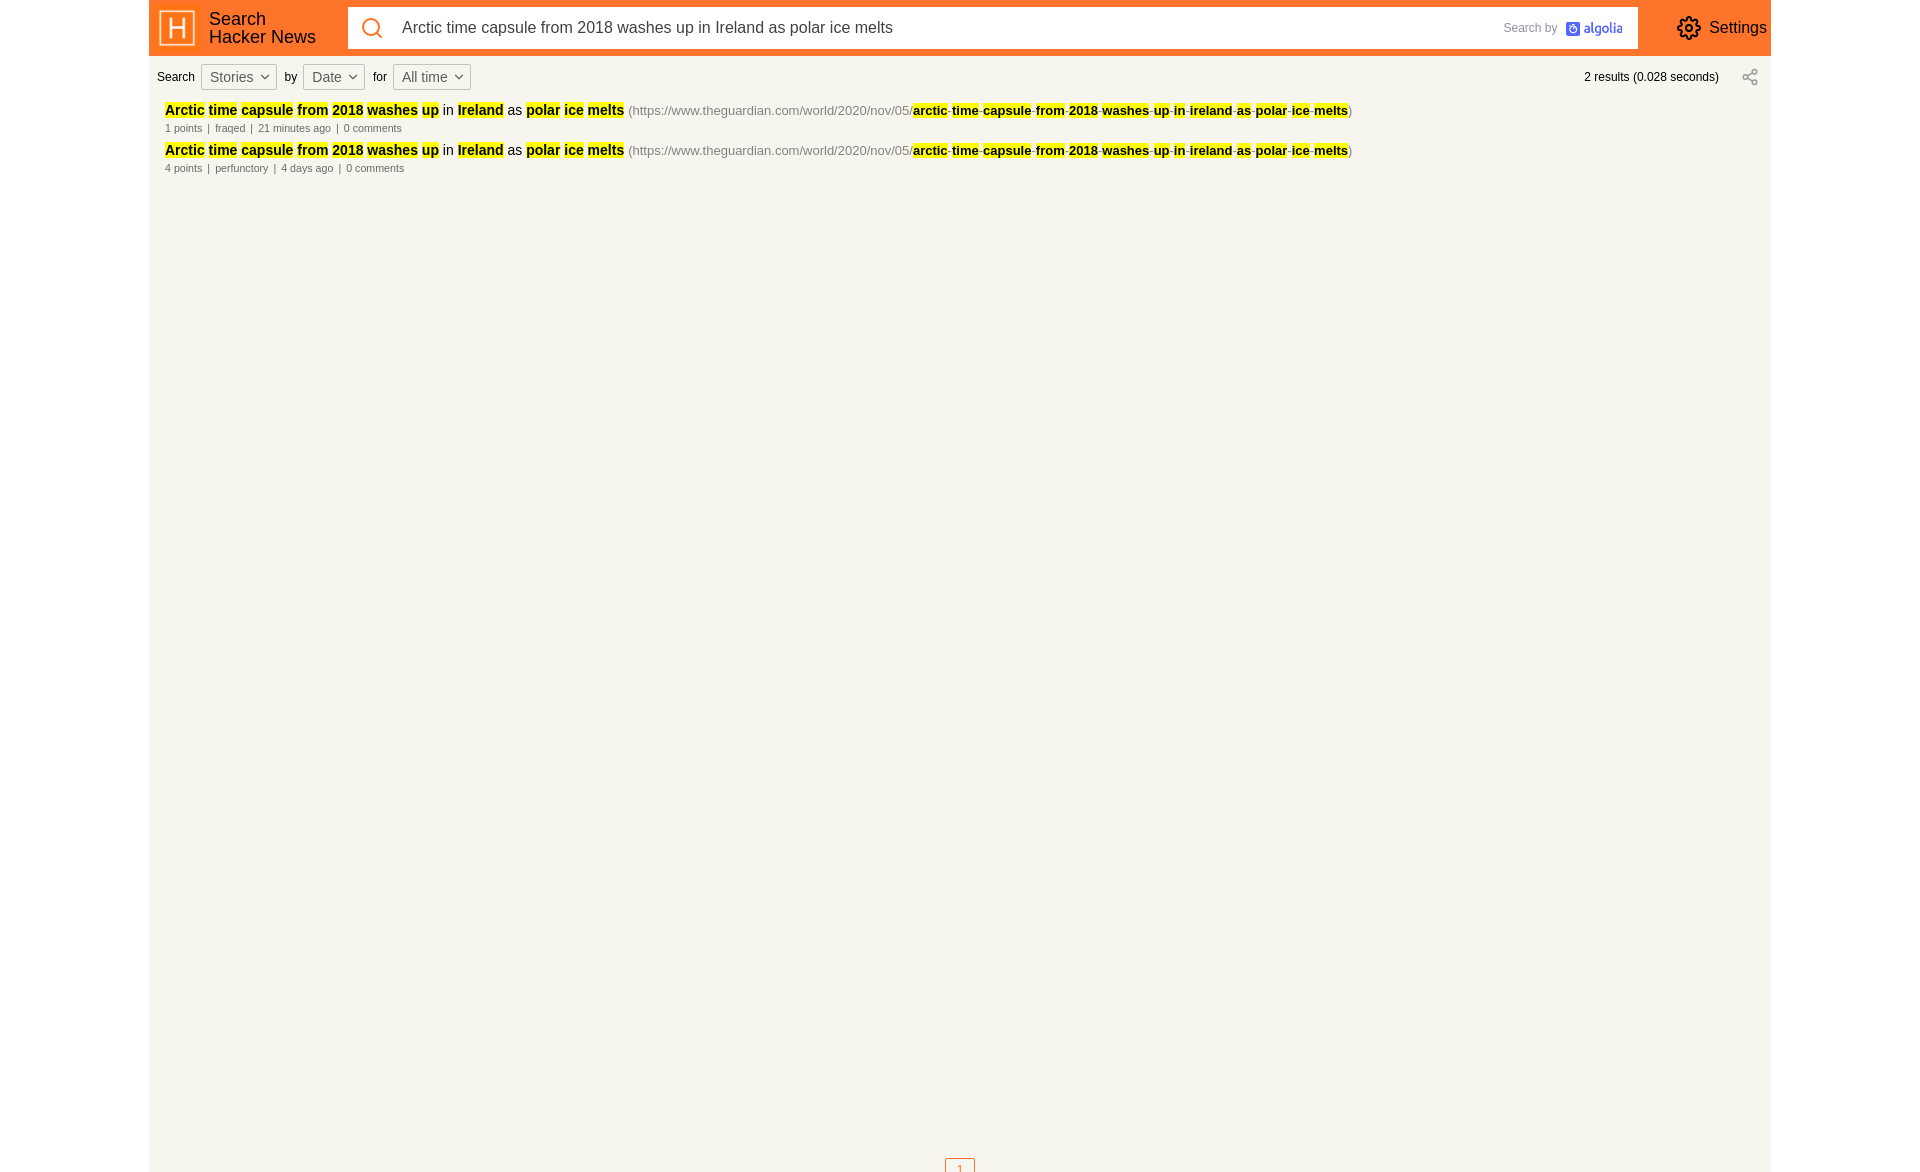 H
Search
Hacker News
Arctic time capsule from 2018 washes up in Ireland as polar ice melts
Search by algolia
Settings
Search Stories by Date for All time
2 results (0.028 seconds)
Arctic time capsule from 2018 washes up in Ireland as polar ice melts (https://www.theguardian.com/world/2020/nov/05/arctic-time-capsule-from-2018-washes-up-in-ireland-as-polar-ice-melts)
1 points | fraqed | 21 minutes ago | 0 comments
Arctic time capsule from 2018 washes up in Ireland as polar ice melts (https://www.theguardian.com/world/2020/nov/05/arctic-time-capsule-from-2018-washes-up-in-ireland-as-polar-ice-melts)
4 points | perfunctory | 4 days ago | 0 comments
1